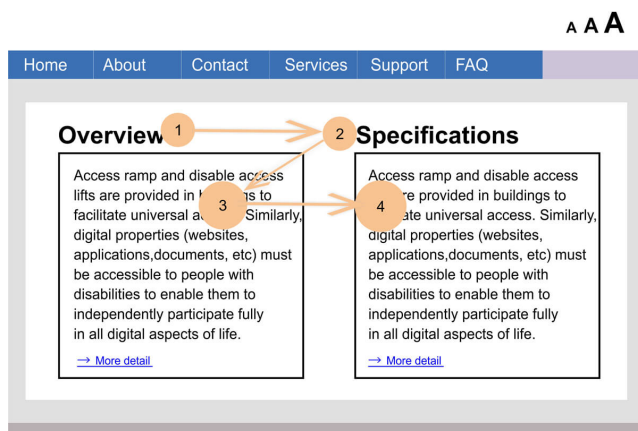 A A A
Home About Contact Services Support FAQ
Overview 1 2 Specifications
Access ramp and disable access
lifts are provided in to
facilitate universal Similarly,
digital properties (websites,
applications,documents, etc) must
be accessible to people with
disabilities to enable them to
independently participate fully
in all digital aspects of life.
→ More detail
3
Access ramp and disable access
provided in buildings to
universal access. Similarly,
digital properties (websites,
applications,documents, etc) must
be accessible to people with
disabilities to enable them to
independently participate fully
in all digital aspects of life.
→ More detail
4